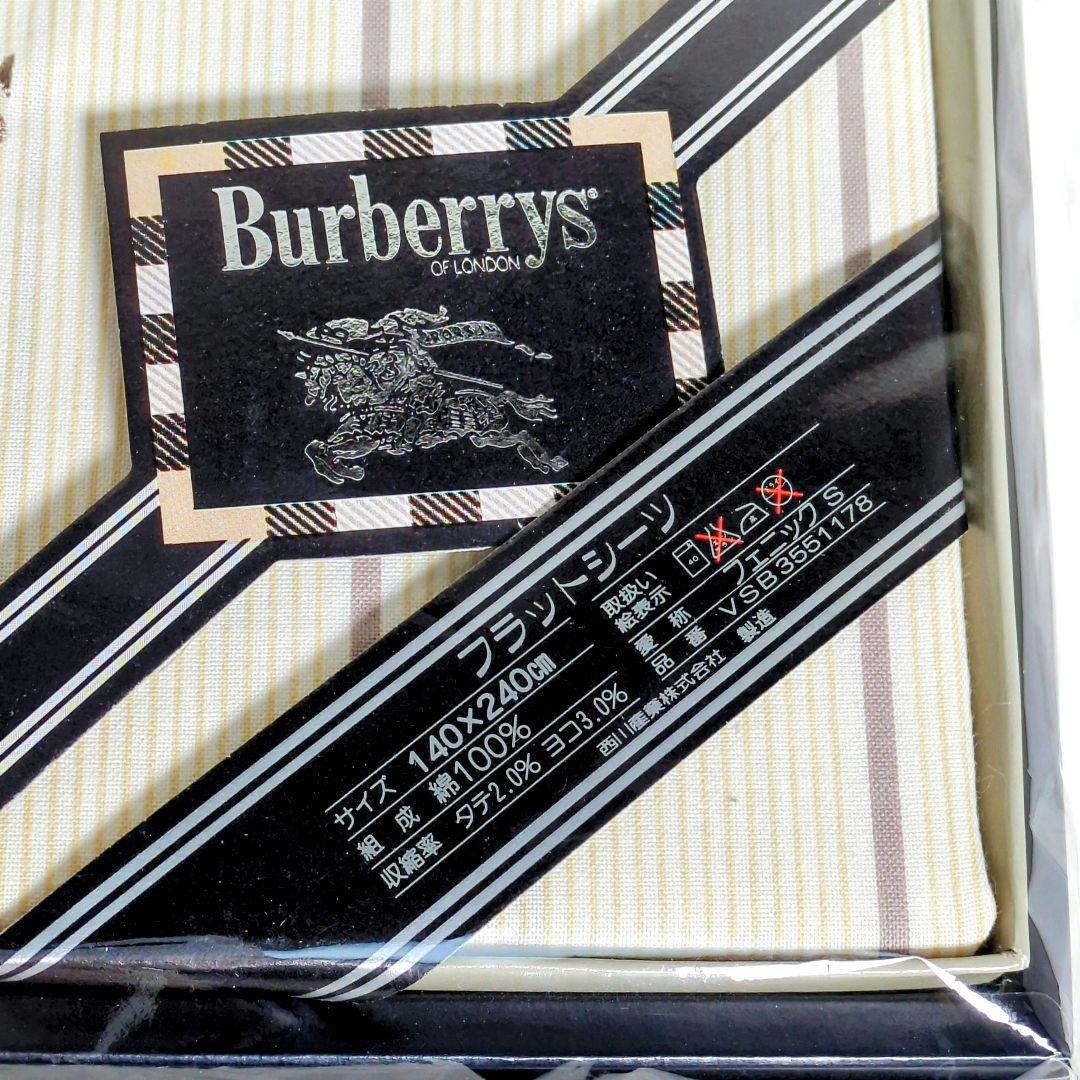 Burberrys®
OF LONDON
フラットシーツ
サイズ 140×240cm
組成 綿100%
収縮率 タテ2.0% ヨコ3.0%
取扱い
絵表示
40
愛称 フェニックS
品番 VSB3551178
西川産業株式会社 製造